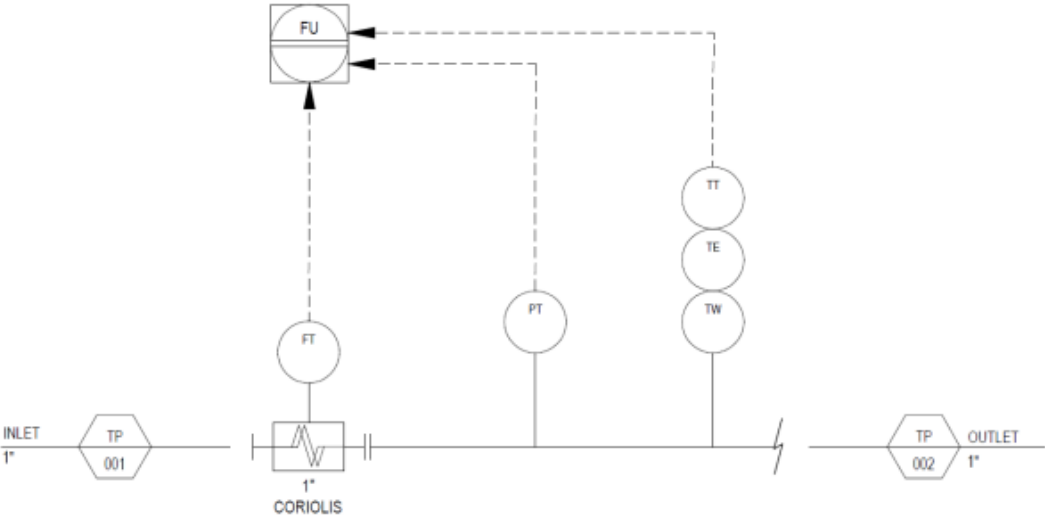 FU
TT
TE
TW
PT
FT
INLET
1"
TP
001
1"
CORIOLIS
TP
002
OUTLET
1"